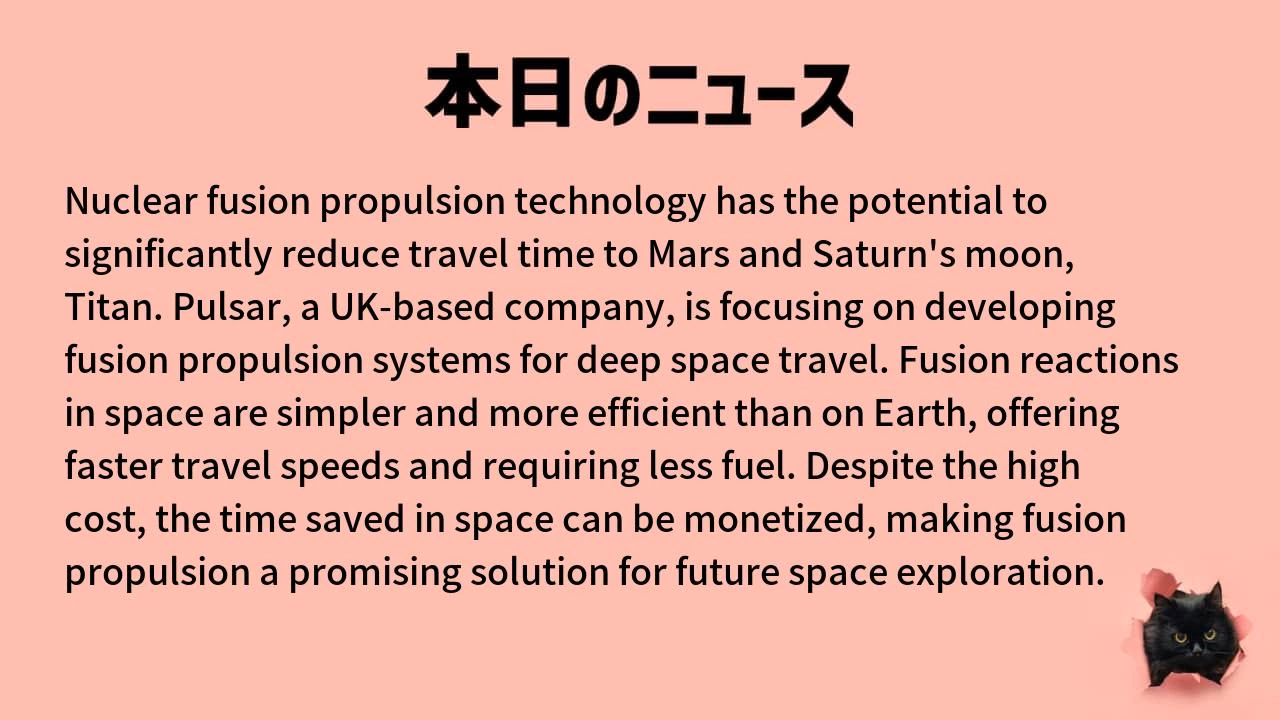 本日のニュース
Nuclear fusion propulsion technology has the potential to
significantly reduce travel time to Mars and Saturn's moon,
Titan. Pulsar, a UK-based company, is focusing on developing
fusion propulsion systems for deep space travel. Fusion reactions
in space are simpler and more efficient than on Earth, offering
faster travel speeds and requiring less fuel. Despite the high
cost, the time saved in space can be monetized, making fusion
propulsion a promising solution for future space exploration.